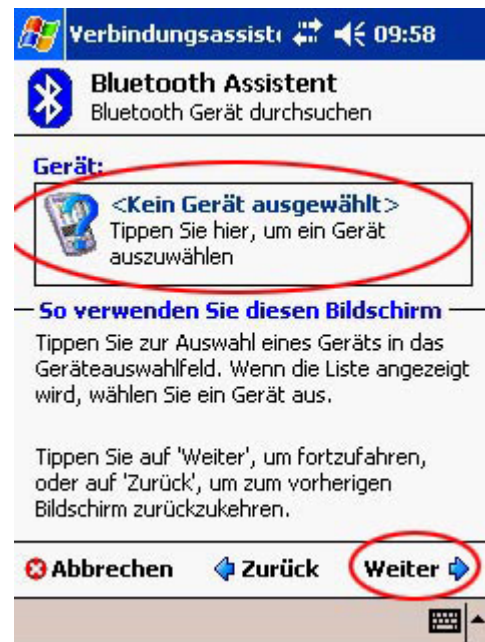 Verbindungsassiste 09:58
Bluetooth Assistent
Bluetooth Gerät durchsuchen
Gerät:
<Kein Gerät ausgewählt>
Tippen Sie hier, um ein Gerät
auszuwählen
So verwenden Sie diesen Bildschirm
Tippen Sie zur Auswahl eines Geräts in das
Geräteauswahlfeld. Wenn die Liste angezeigt
wird, wählen Sie ein Gerät aus.
Tippen Sie auf 'Weiter', um fortzufahren,
oder auf 'Zurück', um zum vorherigen
Bildschirm zurückzukehren.
Abbrechen Zurück Weiter